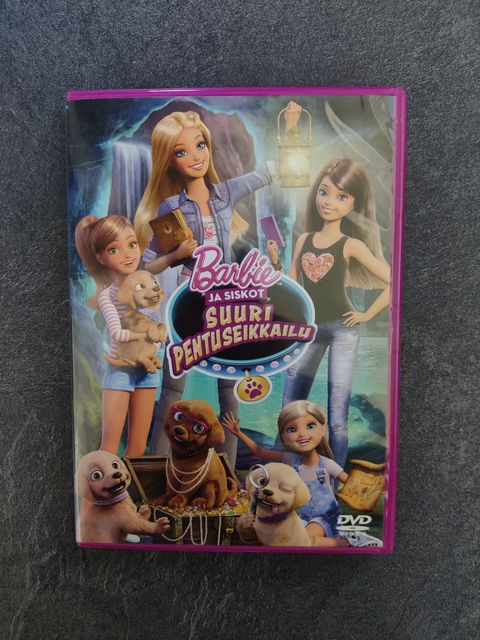 Barbie
JA SISKOT
SUURI
PENTUSEIKKAILU
DVD